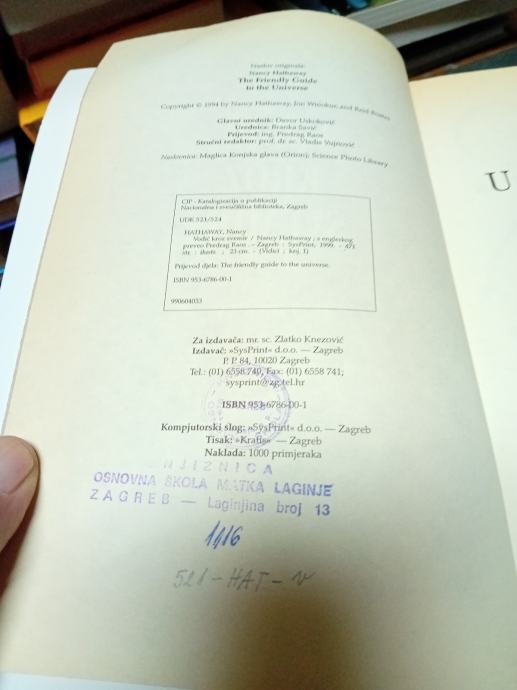 Naslov originala:
Nancy Hathaway
The Friendly Guide
to the Universe
Copyright © 1994 by Nancy Hathaway, Jon Winokur, and Reid Boates
Glavni urednik: Davor Uskoković
Urednica: Branka Savić
Prijevod: ing. Predrag Raos
Stručni redaktor: prof. dr. sc. Vladis Vujnović
Naslovnica: Maglica Konjska glava (Orion); Science Photo Library
CIP - Katalogizacija u publikaciji
Nacionalna i sveučilišna biblioteka, Zagreb
UDK 521/524
HATHAWAY, Nancy
Vodič kroz svemir / Nancy Hathaway ; s engleskog
preveo Predrag Raos. - Zagreb : SysPrint, 1999. - 471
str. : ilustr. ; 23 cm. - (Vidici ; knj. 1)
Prijevod djela: The friendly guide to the universe.
ISBN 953-6786-00-1
990604033
Za izdavača: mr. sc. Zlatko Knezović
Izdavač: »SysPrint« d.o.o. — Zagreb
P. P. 84, 10020 Zagreb
Tel.: (01) 6558 740, Fax: (01) 6558 741;
sysprint@zg.tel.hr
ISBN 953-6786-00-1
Kompjutorski slog: »SysPrint« d.o.o. — Zagreb
Tisak: »Kratis« — Zagreb
Naklada: 1000 primjeraka
NJIZNICA
OSNOVNA ŠKOLA MATKA LAGINJE
ZAGREB — Laginjina broj 13
1416
521-HAT-V
U